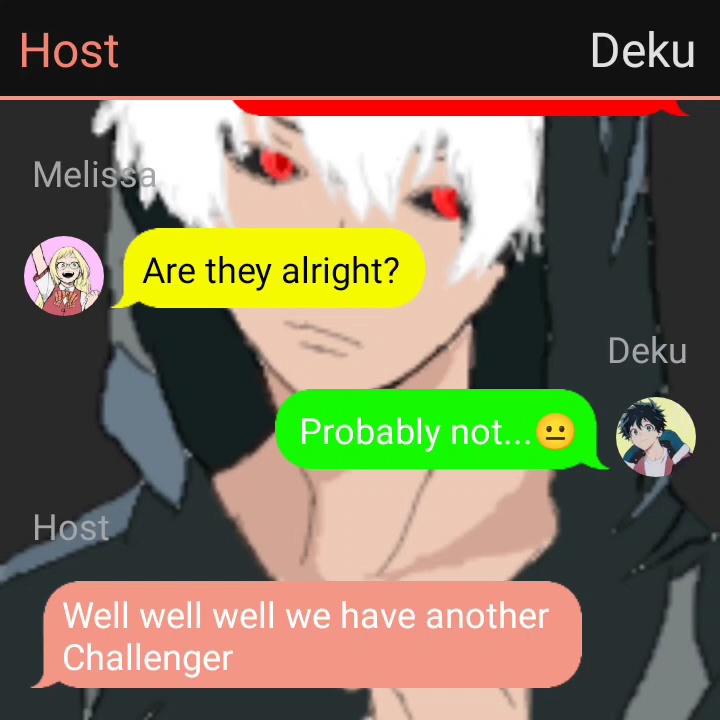 Host
Deku
Melissa
Are they alright?
Deku
Probably not...😐
Host
Well well well we have another
Challenger